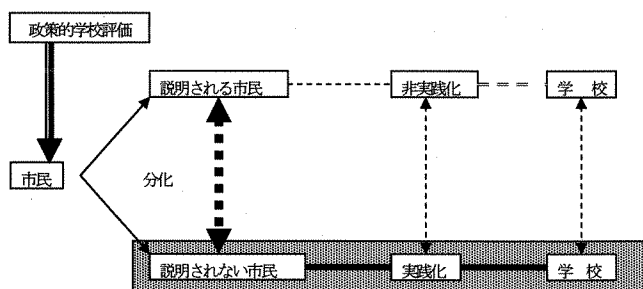 政策的学校評価
説明される市民 非実践化 学 校
市民
分化
説明されない市民 実践化 学 校